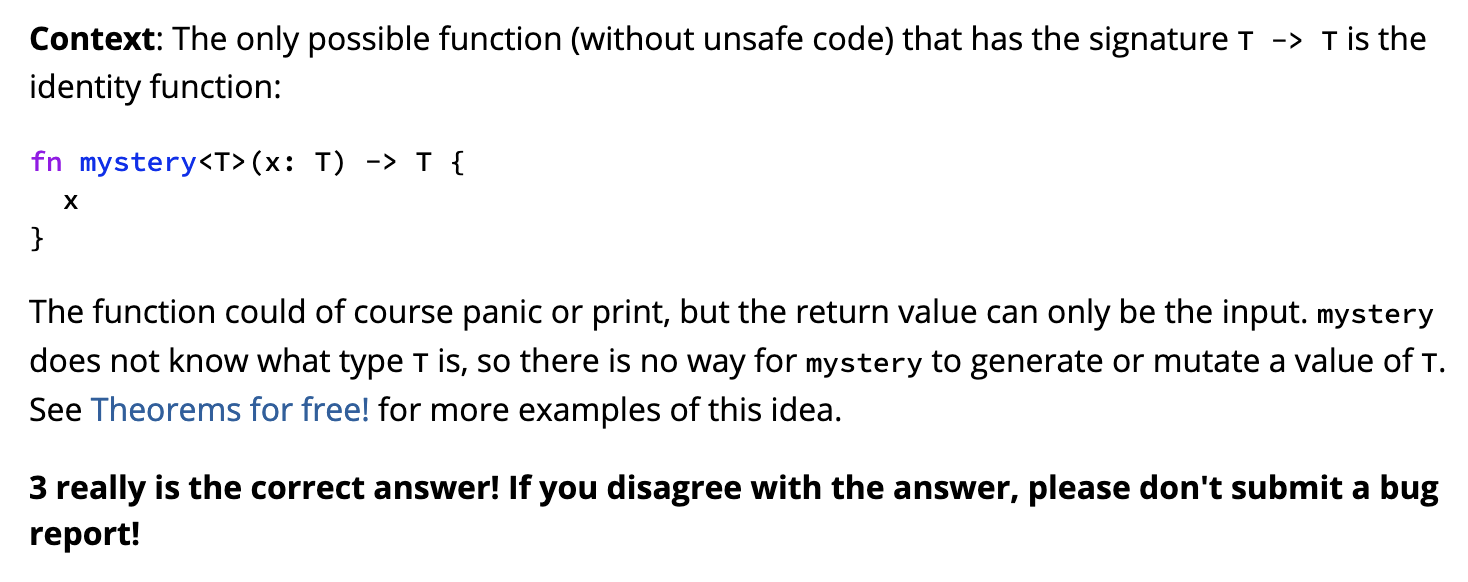 Context: The only possible function (without unsafe code) that has the signature T -> T is the
identity function:
fn mystery<T>(x: T) -> T {
  x
}
The function could of course panic or print, but the return value can only be the input. mystery
does not know what type T is, so there is no way for mystery to generate or mutate a value of T.
See Theorems for free! for more examples of this idea.
3 really is the correct answer! If you disagree with the answer, please don't submit a bug
report!